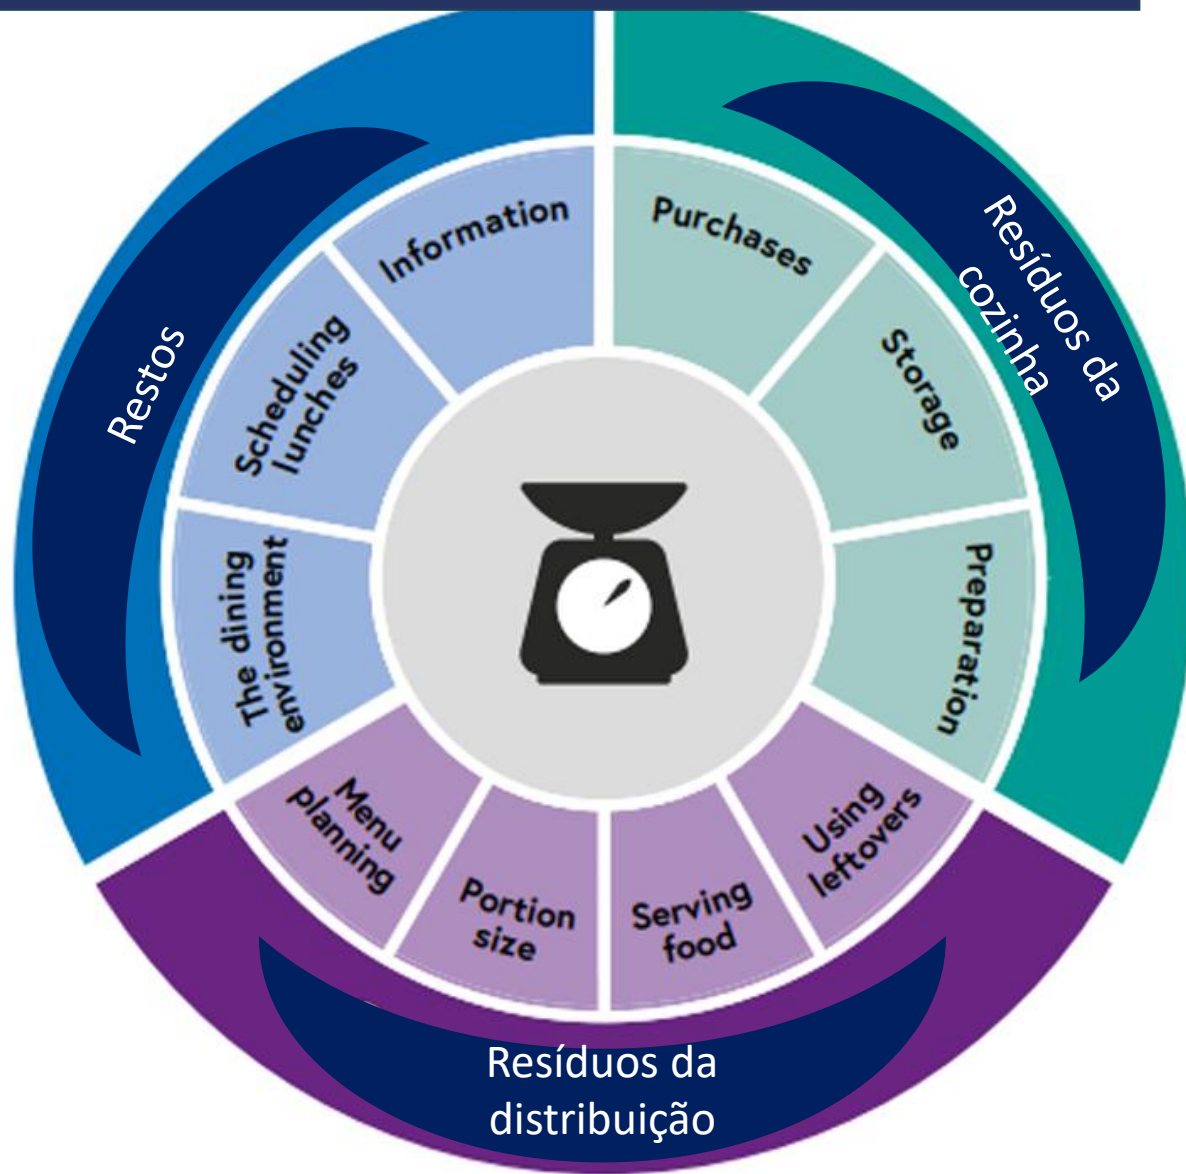 Restos
Resíduos da
cozinha
Resíduos da
distribuição
Information
Purchases
Storage
Preparation
Using
leftovers
Serving
food
Portion
size
Menu
planning
The dining
environment
Scheduling
lunches